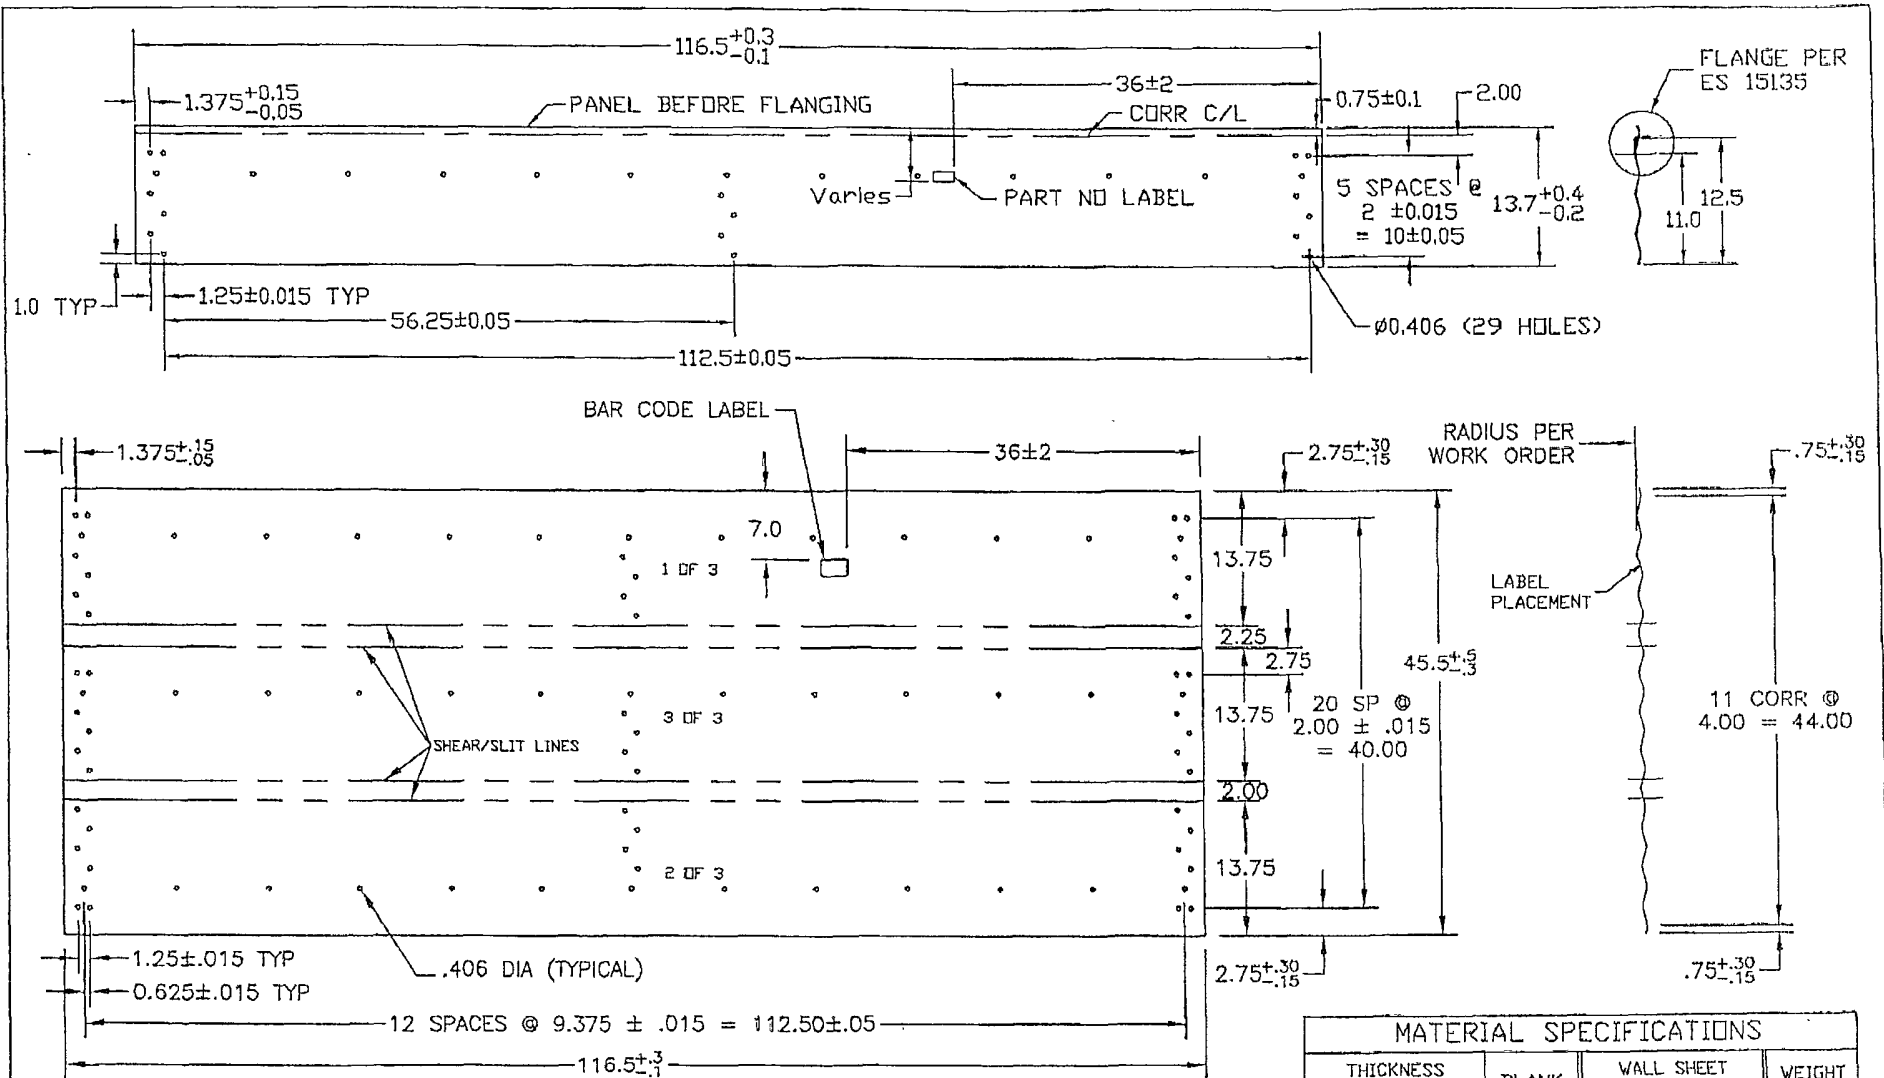 116.5+0.3
-0.1
36±2
FLANGE PER
ES 15135
1.375+0.15
-0.05
PANEL BEFORE FLANGING
CORR C/L
0.75±0.1
2.00
Varies
PART NO LABEL
5 SPACES @
2 ±0.015
= 10±0.05
13.7+0.4
-0.2
11.0
12.5
1.0 TYP
1.25±0.015 TYP
56.25±0.05
ø0.406 (29 HOLES)
112.5±0.05
BAR CODE LABEL
1.375+.15
-.05
36±2
2.75+.30
-.15
RADIUS PER
WORK ORDER
.75+.30
-.15
7.0
1 OF 3
13.75
LABEL
PLACEMENT
2.25
2.75
45.5+.5
-.3
3 OF 3
13.75
20 SP @
2.00 ± .015
= 40.00
11 CORR @
4.00 = 44.00
SHEAR/SLIT LINES
2.00
2 OF 3
13.75
1.25±.015 TYP
.406 DIA (TYPICAL)
2.75+.30
-.15
.75+.30
-.15
0.625±.015 TYP
12 SPACES @ 9.375 ± .015 = 112.50±.05
116.5+.3
-.1
MATERIAL SPECIFICATIONS
THICKNESS
BLANK
WALL SHEET
WEIGHT